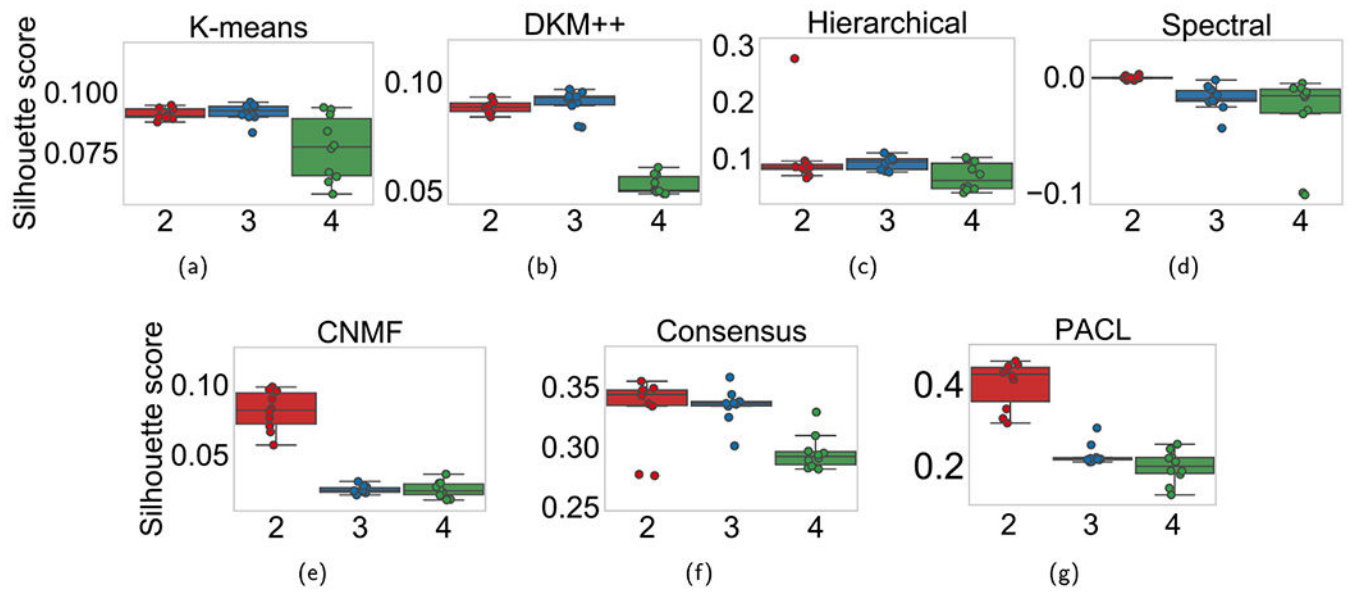 K-means
Silhouette score
0.100
0.075
2 3 4
(a)
DKM++
0.10
0.05
2 3 4
(b)
Hierarchical
0.3
0.2
0.1
2 3 4
(c)
Spectral
0.0
−0.1
2 3 4
(d)
CNMF
Silhouette score
0.10
0.05
2 3 4
(e)
Consensus
0.35
0.30
0.25
2 3 4
(f)
PACL
0.4
0.2
2 3 4
(g)